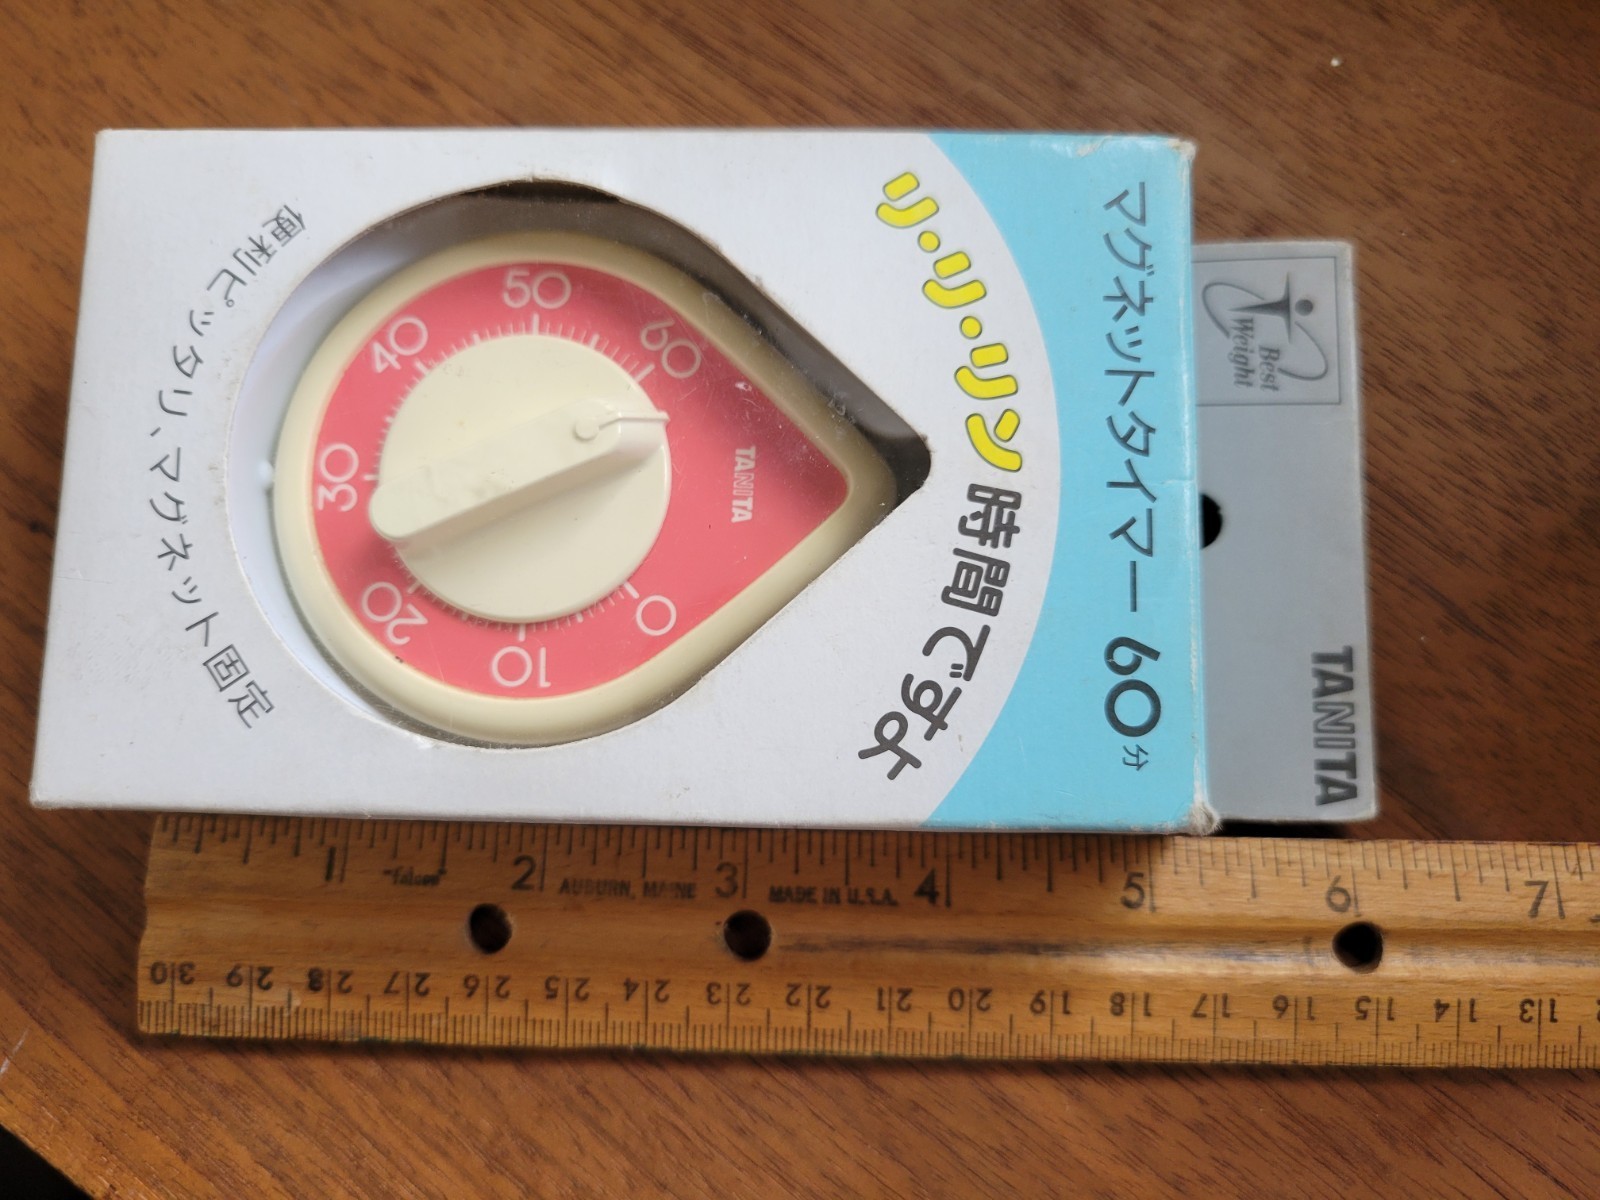 TANITA
Best
Weight
マグネットタイマー 60分
リ・リ・リン 時間ですよ
60
50
40
30
20
10
0
TANITA
便利ピッタリ、マグネット固定
1 2 3 4 5 6 7
"falcon" AUBURN, MAINE MADE IN U.S.A.
30 29 28 27 26 25 24 23 22 21 20 19 18 17 16 15 14 13